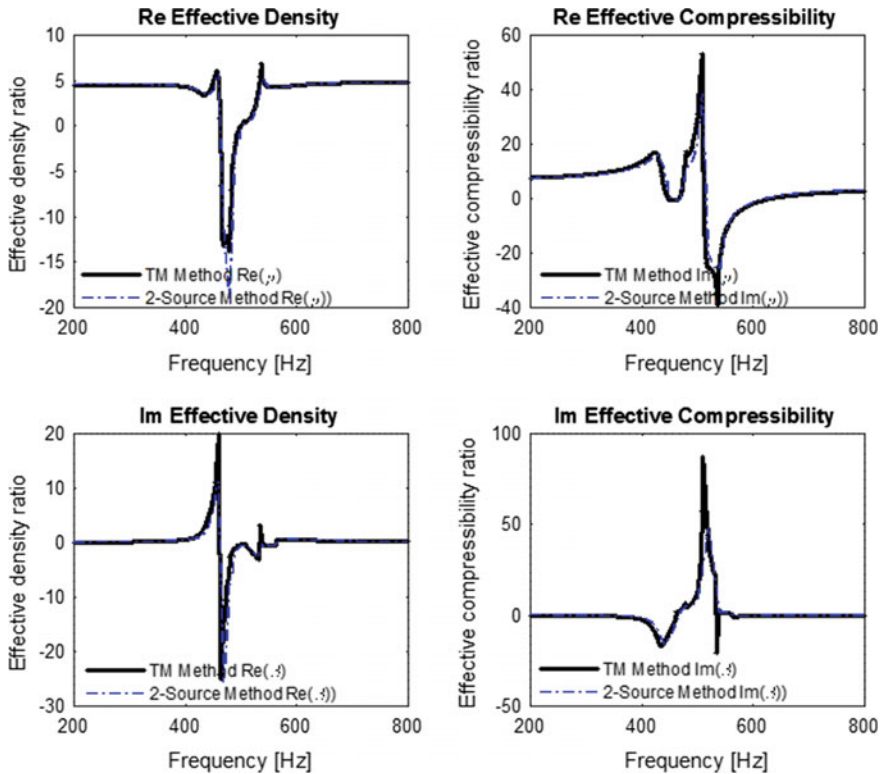 Re Effective Density
Effective density ratio
10
5
0
-5
-10
-15
-20
TM Method Re(
2-Source Method Re(
200
400
600
800
Frequency [Hz]
Re Effective Compressibility
Effective compressibility ratio
60
40
20
0
-20
-40
TM Method Im(
2-Source Method Im(
200
400
600
800
Frequency [Hz]
Im Effective Density
Effective density ratio
20
10
0
-10
-20
-30
TM Method Re(
2-Source Method Re(
200
400
600
800
Frequency [Hz]
Im Effective Compressibility
Effective compressibility ratio
100
50
0
-50
TM Method Im(
2-Source Method Im(
200
400
600
800
Frequency [Hz]